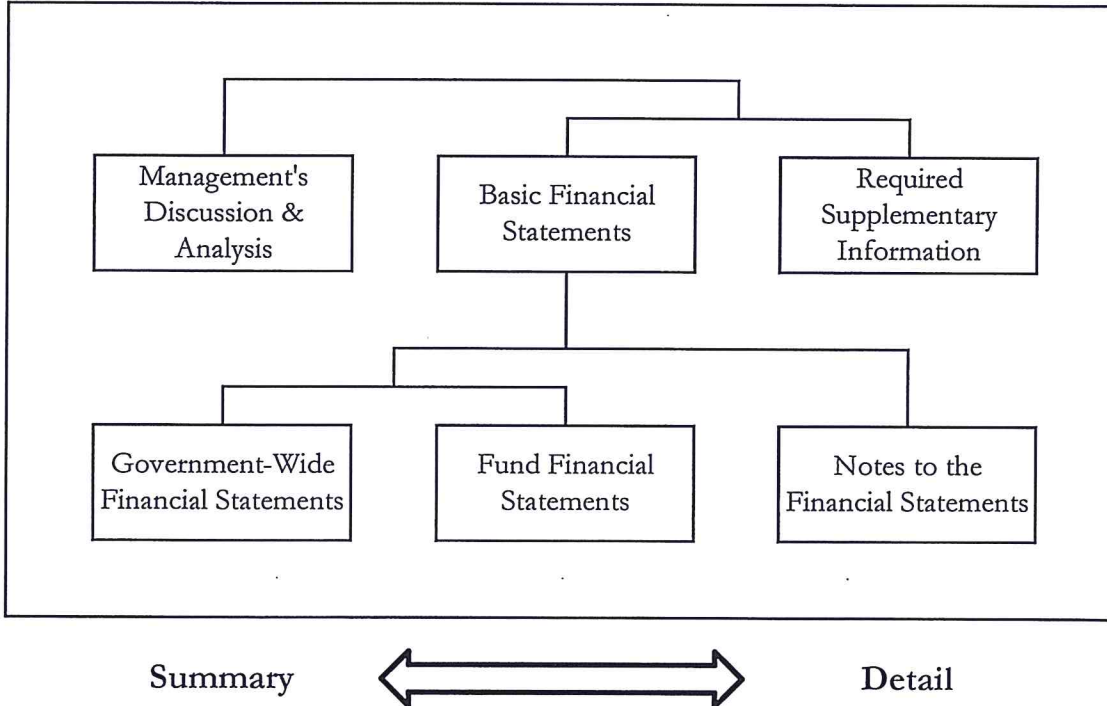 Management's
Discussion &
Analysis
Basic Financial
Statements
Required
Supplementary
Information
Government-Wide
Financial Statements
Fund Financial
Statements
Notes to the
Financial Statements
Summary
Detail